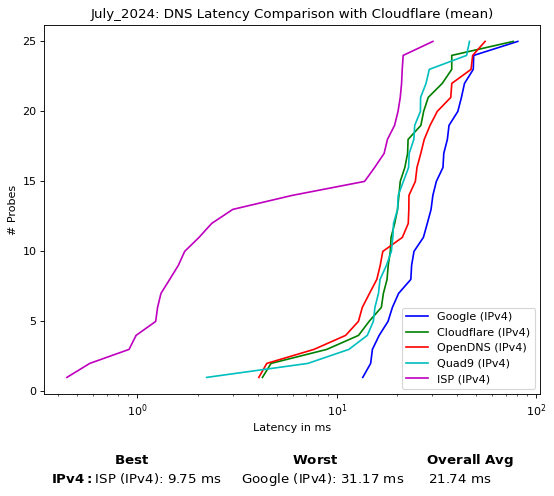 July_2024: DNS Latency Comparison with Cloudflare (mean)
25
20
15
10
5
0
# Probes
10^0
10^1
10^2
Latency in ms
Google (IPv4)
Cloudflare (IPv4)
OpenDNS (IPv4)
Quad9 (IPv4)
ISP (IPv4)
Best Worst Overall Avg
IPv4: ISP (IPv4): 9.75 ms Google (IPv4): 31.17 ms 21.74 ms